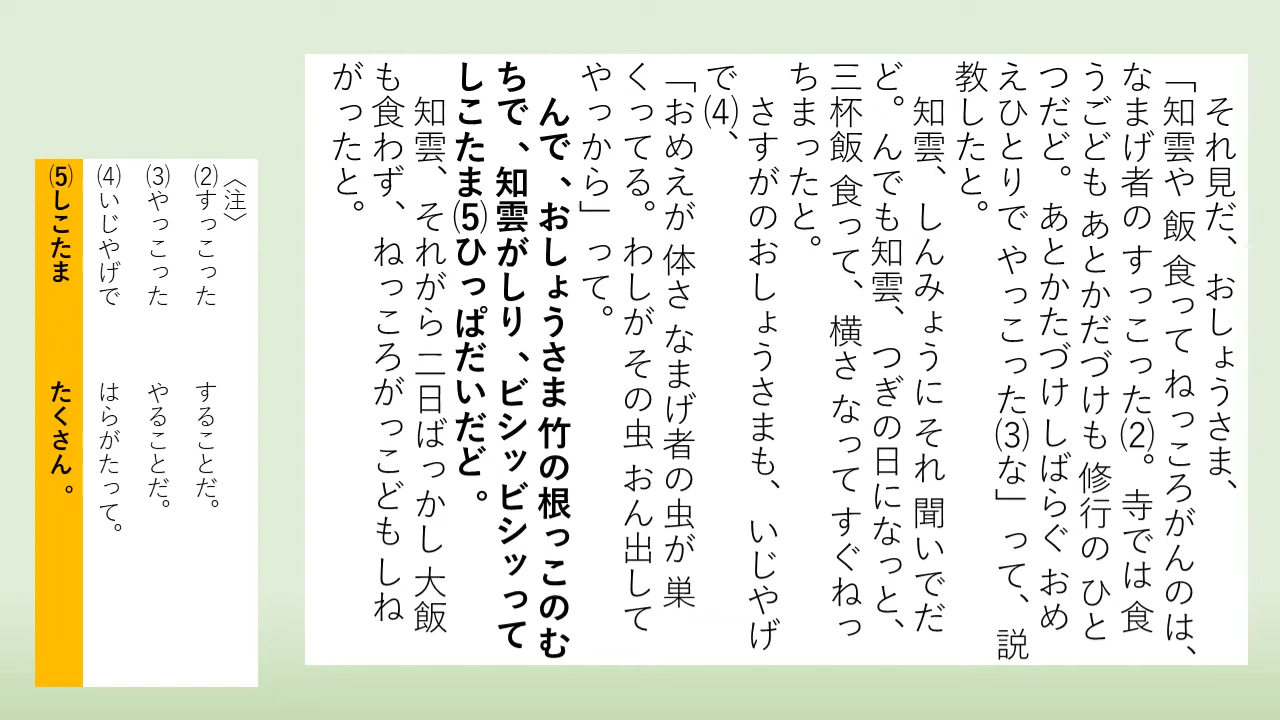 それ見だ、おしょうさま、
「知雲や 飯 食って ねっころがんのは、
なまげ者の すっこった⑵。寺では 食
うごども あとかだづけも 修行の ひと
つだど。あとかたづけ しばらぐ おめ
えひとりで やっこった⑶な」って、説
教したと。
知雲、しんみょうにそれ 聞いでだ
ど。んでも知雲、つぎの日になっと、
三杯飯 食って、横さ なってすぐねっ
ちまったと。
さすがのおしょうさまも、いじやげ
で⑷、
「おめえが 体さ なまげ者の虫が 巣
くってる。わしが その虫 おん出して
やっから」って。
んで、おしょうさま 竹の根っこのむ
ちで、知雲がしり、ビシッビシッって
しこたま⑸ひっぱだいだど。
知雲、それがら 二日ばっかし 大飯
も食わず、ねっころがっこども しね
がったと。
〈注〉
⑵すっこった することだ。
⑶やっこった やることだ。
⑷いじやげで はらがたって。
⑸しこたま たくさん。